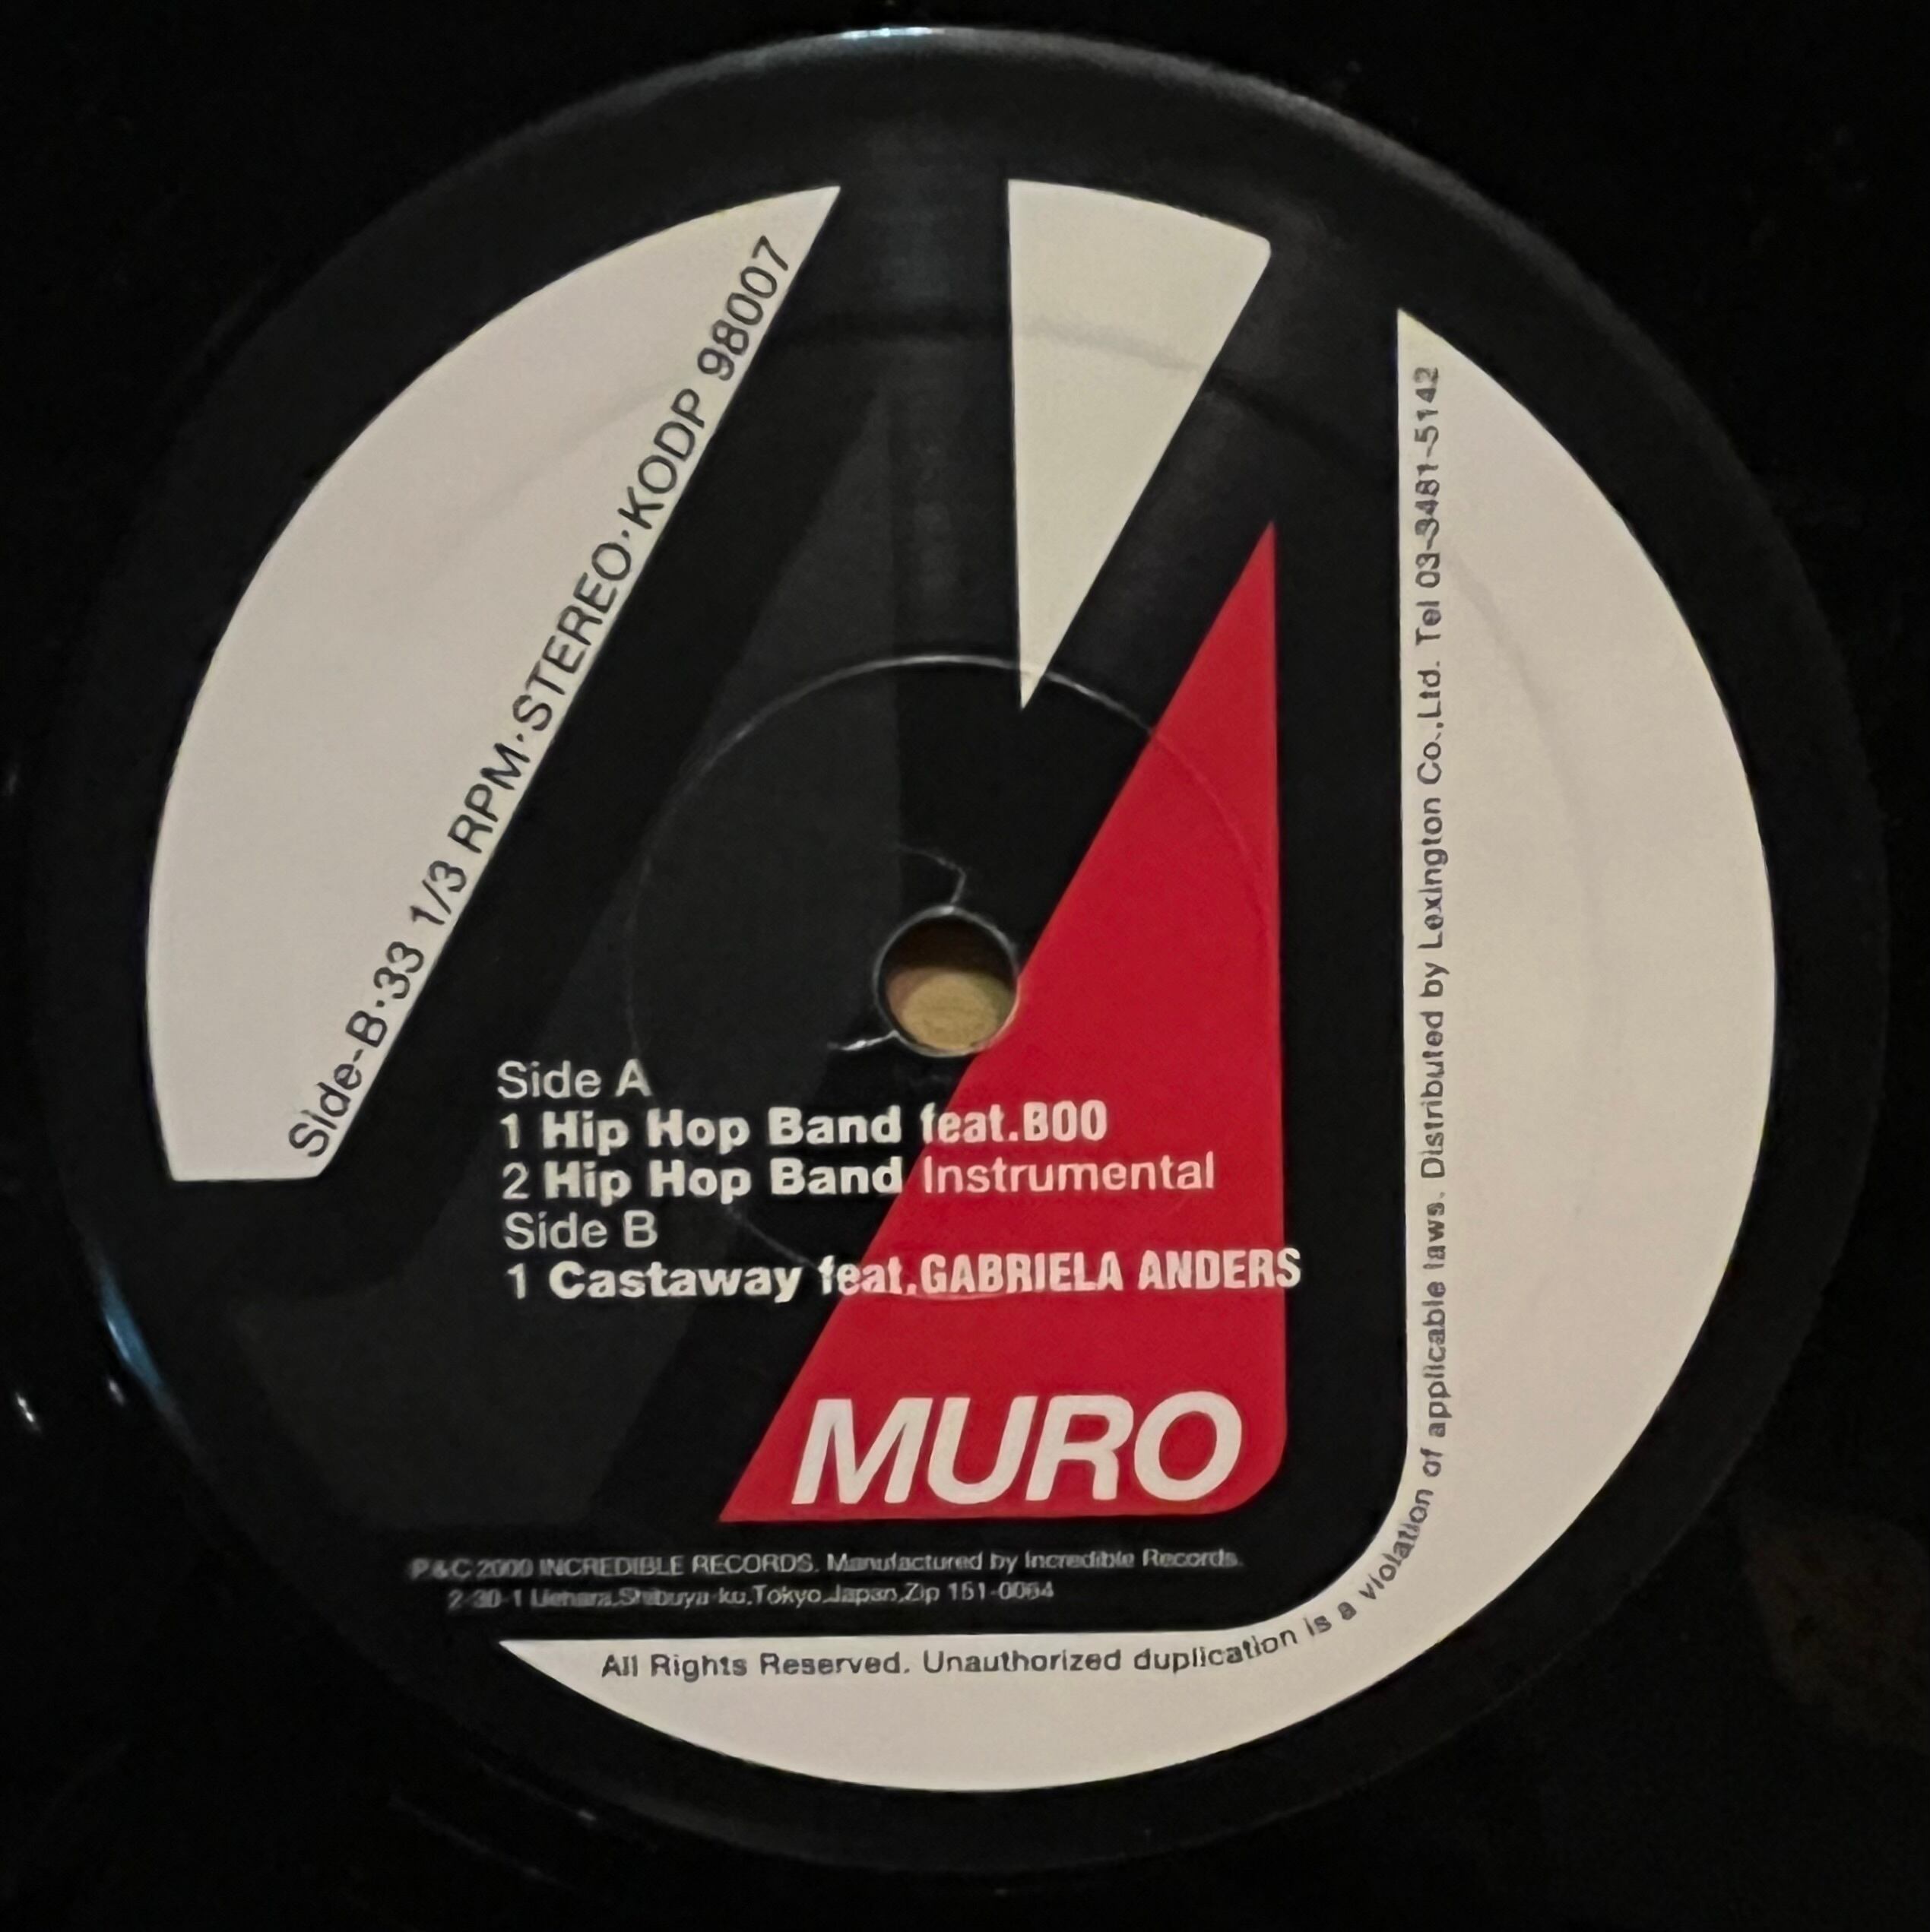 Side-B·33 1/3 RPM·STEREO·KODP 98007
Side A
1 Hip Hop Band feat.BOO
2 Hip Hop Band Instrumental
Side B
1 Castaway feat.GABRIELA ANDERS
MURO
P&C 2000 INCREDIBLE RECORDS. Manufactured by Incredible Records.
2-30-1 Uehara,Shibuya-ku,Tokyo,Japan,Zip 151-0064
All Rights Reserved. Unauthorized duplication is a violation of applicable laws. Distributed by Lexington Co.,Ltd. Tel 03-3481-5142